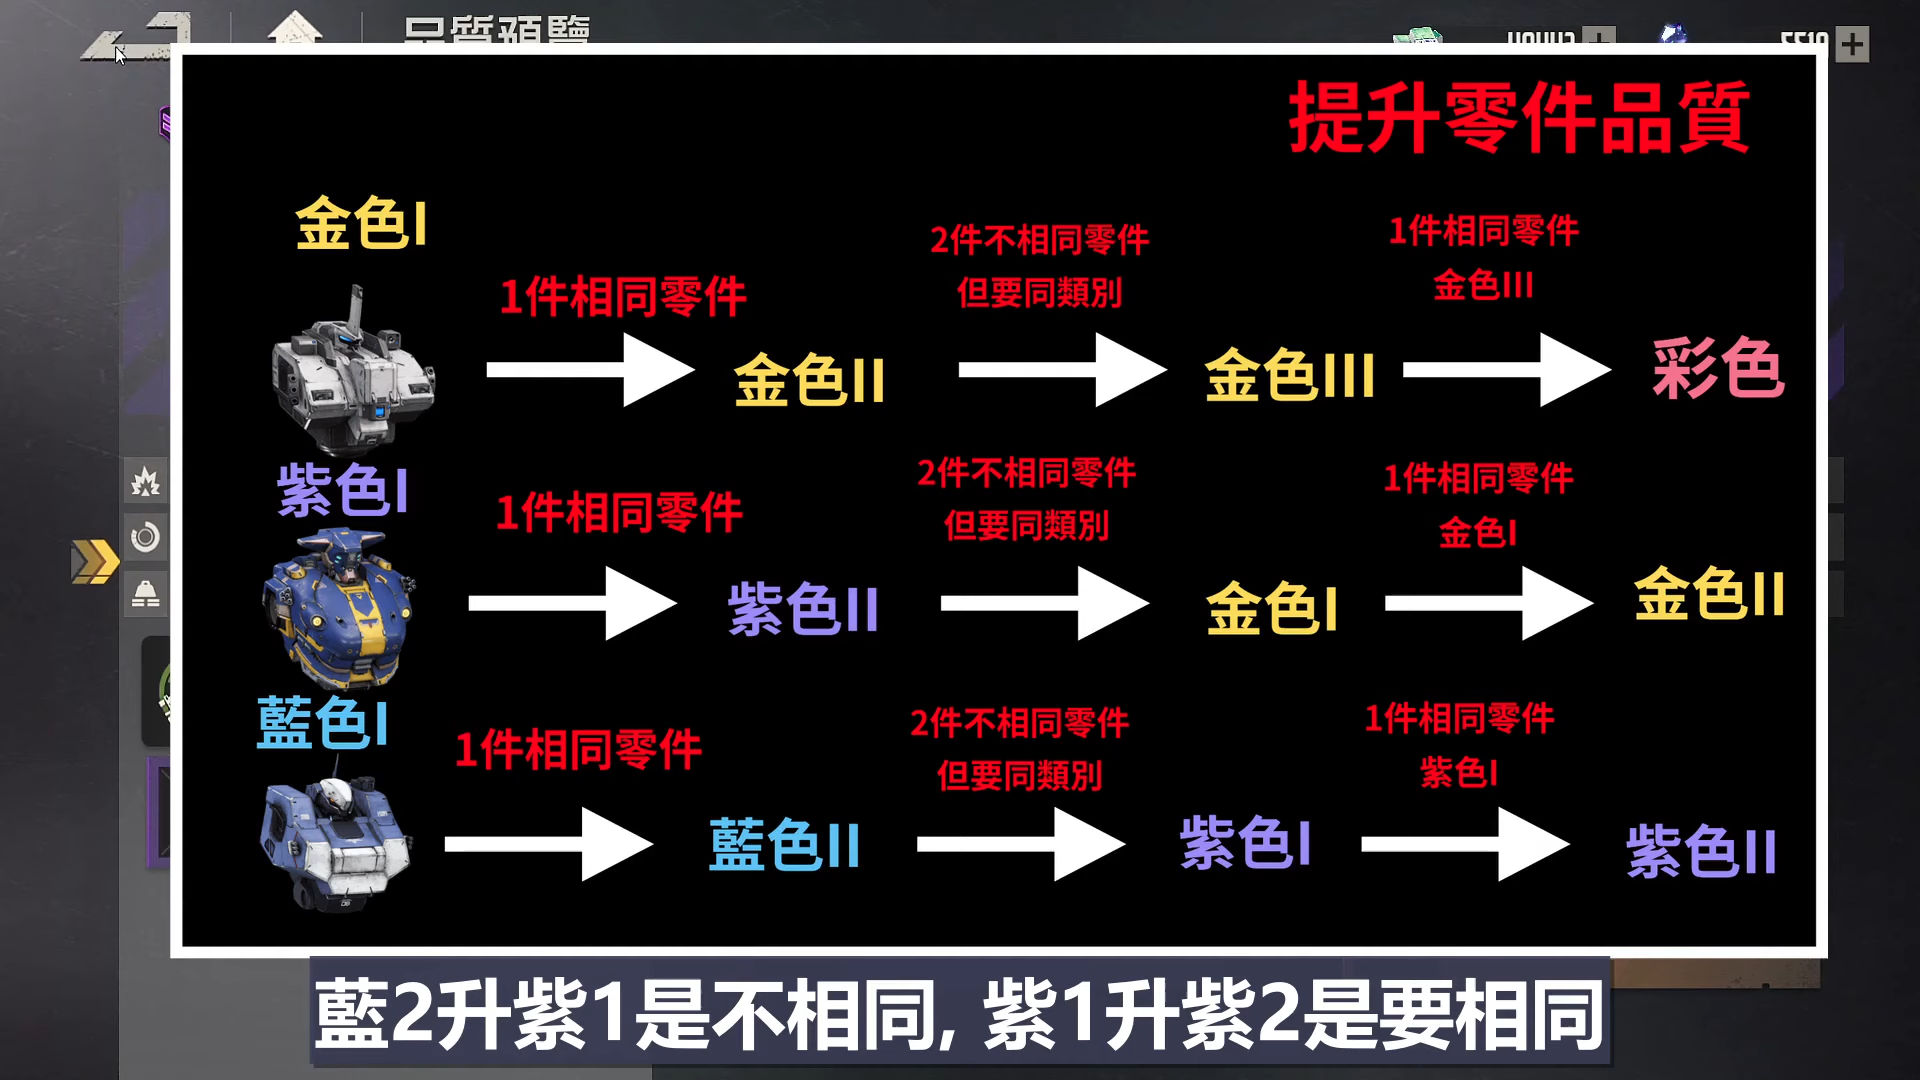 品質預覽
提升零件品質
金色I
1件相同零件
金色II
2件不相同零件
但要同類別
金色III
1件相同零件
金色III
彩色
紫色I
1件相同零件
紫色II
2件不相同零件
但要同類別
金色I
1件相同零件
金色I
金色II
藍色I
1件相同零件
藍色II
2件不相同零件
但要同類別
紫色I
1件相同零件
紫色I
紫色II
藍2升紫1是不相同, 紫1升紫2是要相同